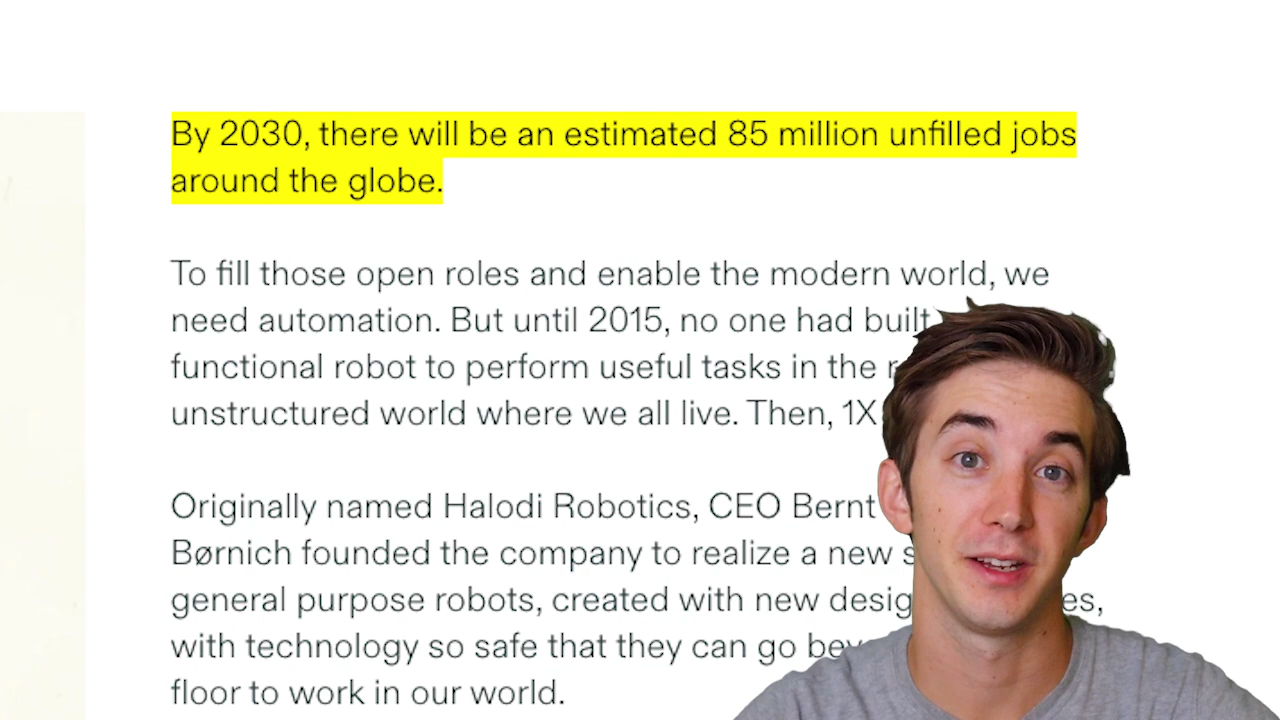 By 2030, there will be an estimated 85 million unfilled jobs
around the globe.
To fill those open roles and enable the modern world, we
need automation. But until 2015, no one had built
functional robot to perform useful tasks in the
unstructured world where we all live. Then, 1X
Originally named Halodi Robotics, CEO Bernt
Børnich founded the company to realize a new
general purpose robots, created with new
with technology so safe that they can go
floor to work in our world.